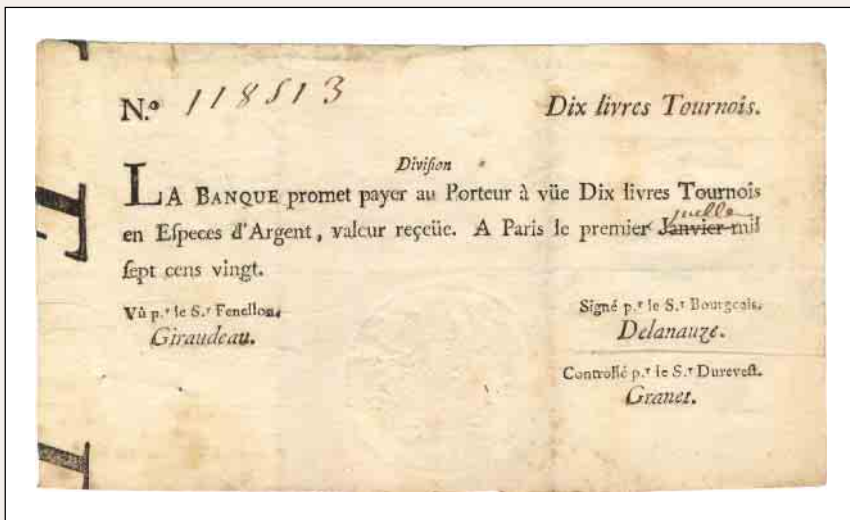 N.º 118513 Dix livres Tournois.
Diviſion
LA BANQUE promet payer au Porteur à vüe Dix livres Tournois
en Eſpeces d'Argent, valeur reçeüe. A Paris le premier Janvier mil
ſept cens vingt.
Vû p.r le S.r Fenellon.
Giraudeau.
Signé p.r le S.r Bourgeois.
Delanauze.
Controllé p.r le S.r Dureveſt.
Granet.